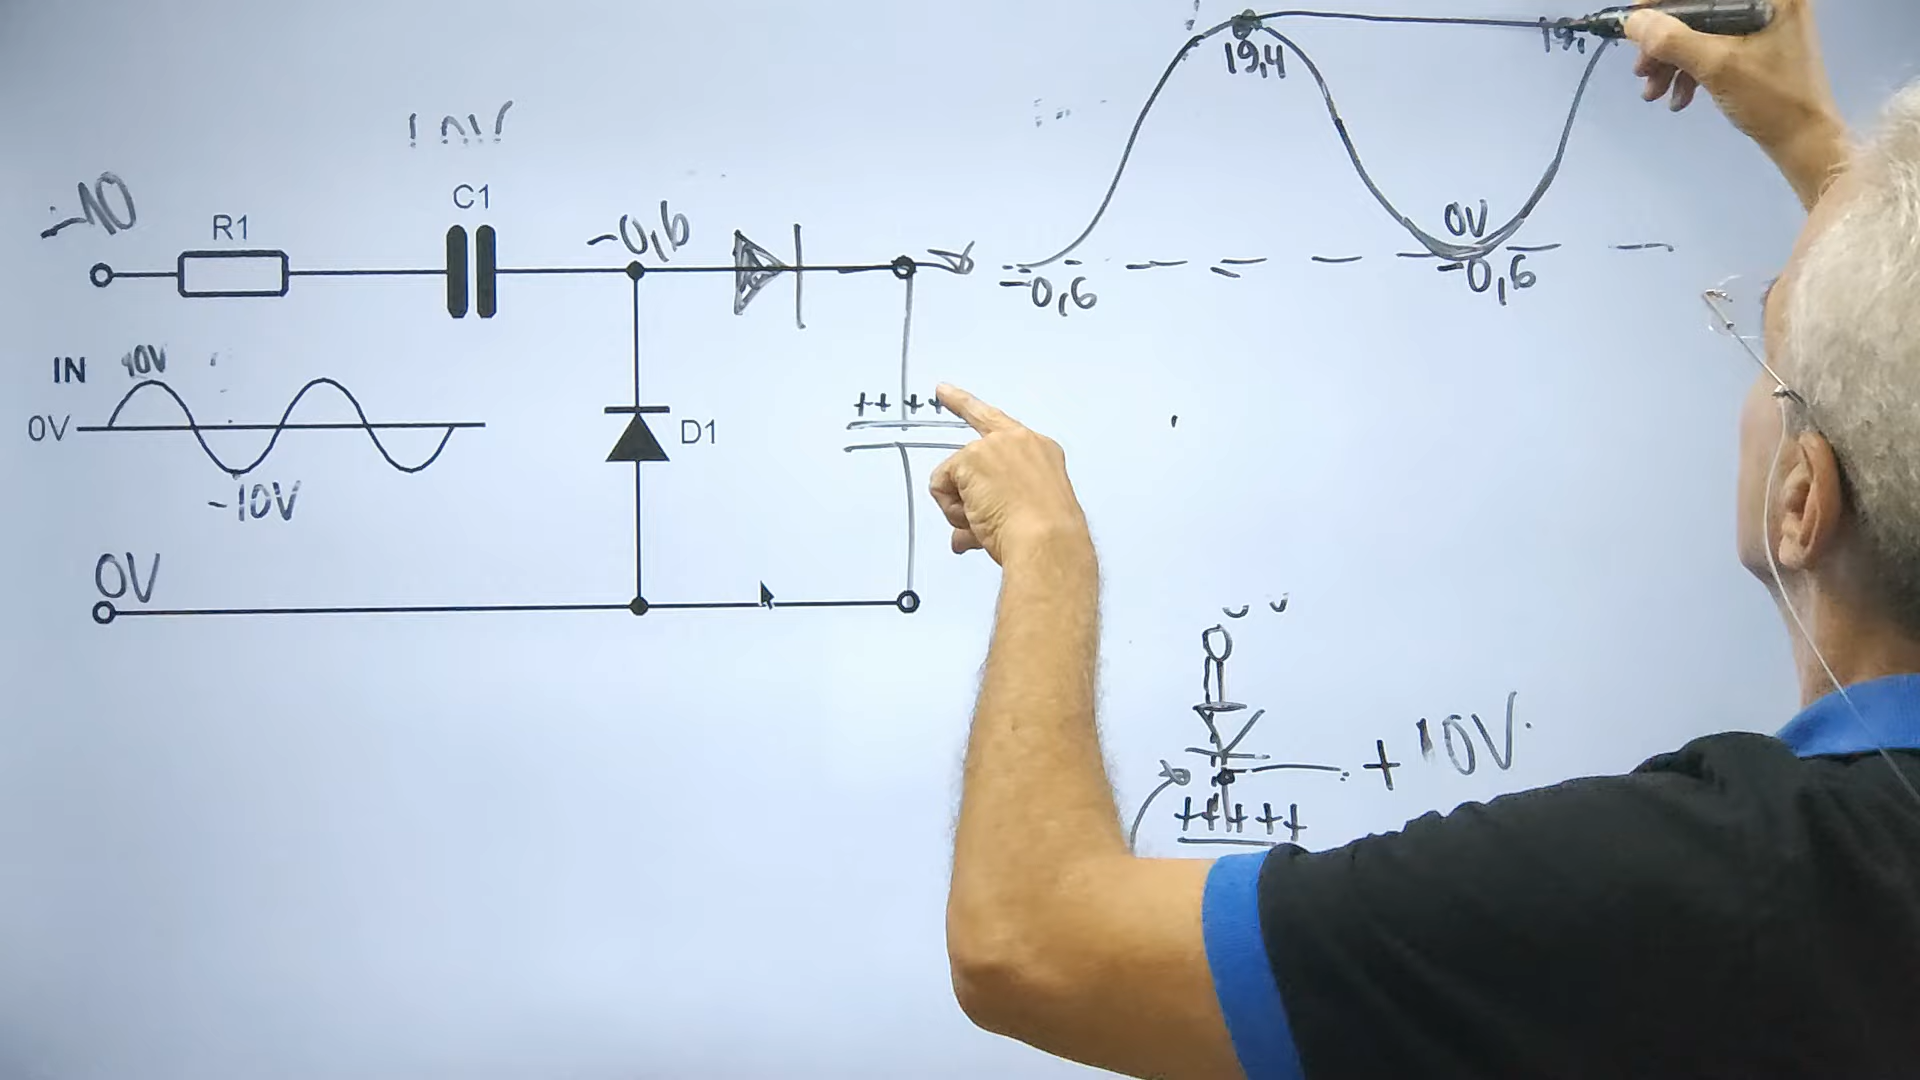 19,4
19,
-10
C1
R1
-0,6
0V
-0,6
-0,6
IN
10V
0V
++ ++
D1
-10V
0V
+10V
+++++